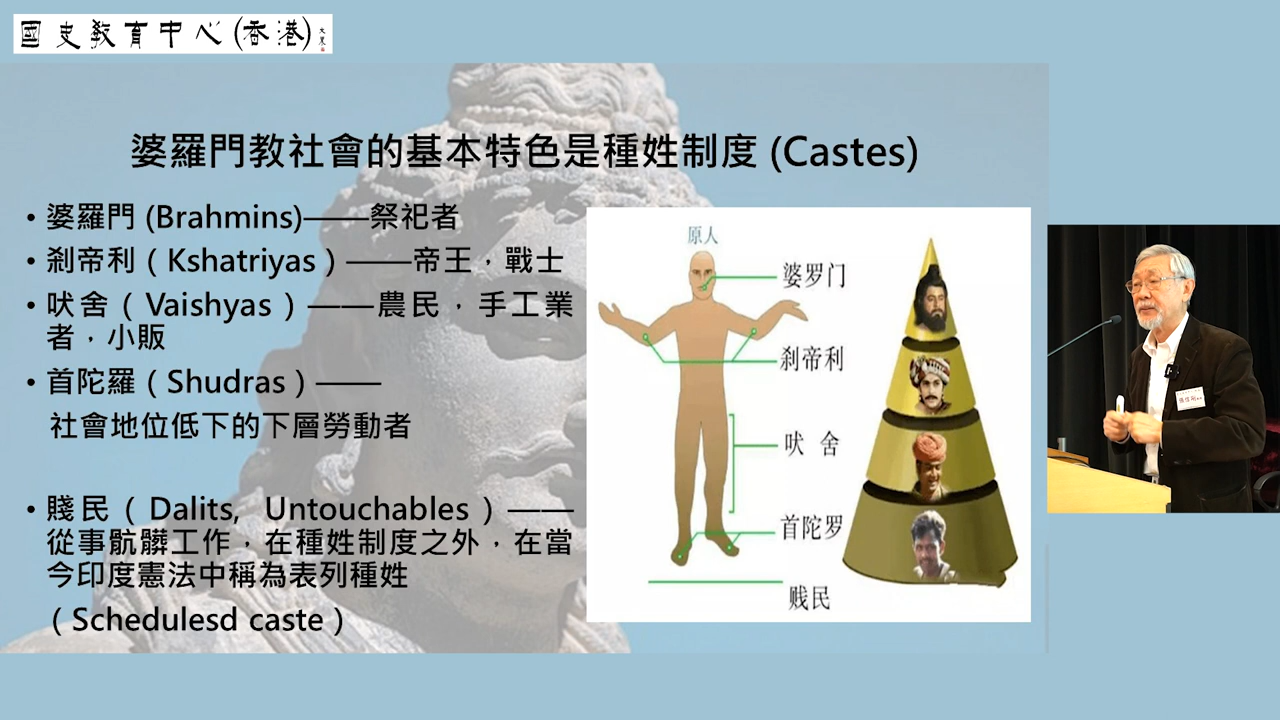 國史教育中心(香港)
婆羅門教社會的基本特色是種姓制度 (Castes)
• 婆羅門 (Brahmins)——祭祀者
• 剎帝利 ( Kshatriyas ) ——帝王，戰士
• 吠舍 ( Vaishyas ) ——農民，手工業
者，小販
• 首陀羅 ( Shudras ) ——
社會地位低下的下層勞動者
• 賤民 ( Dalits, Untouchables ) ——
從事骯髒工作，在種姓制度之外，在當
今印度憲法中稱為表列種姓
( Schedulesd caste )
原人
婆罗门
刹帝利
吠 舍
首陀罗
贱民